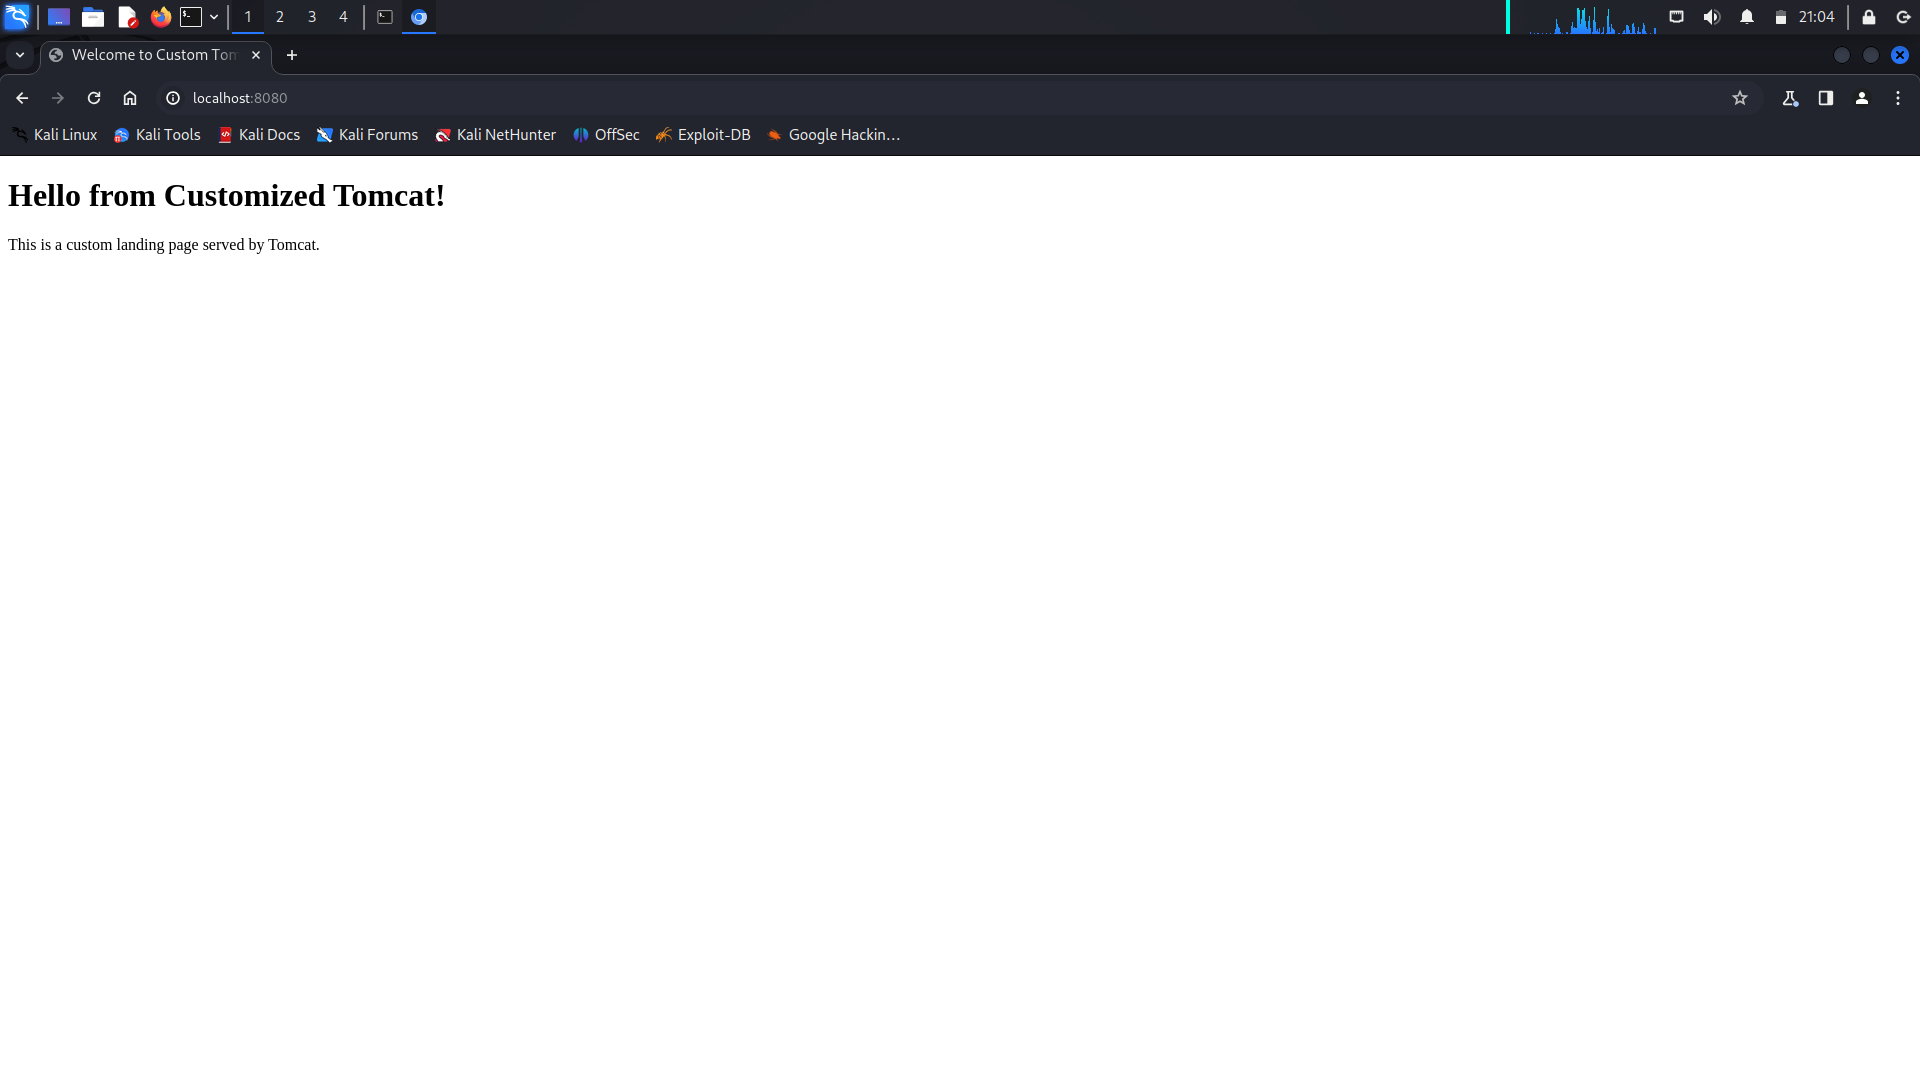 1 2 3 4 21:04
Welcome to Custom Tom
localhost:8080
Kali Linux Kali Tools Kali Docs Kali Forums Kali NetHunter OffSec Exploit-DB Google Hackin…
Hello from Customized Tomcat!
This is a custom landing page served by Tomcat.